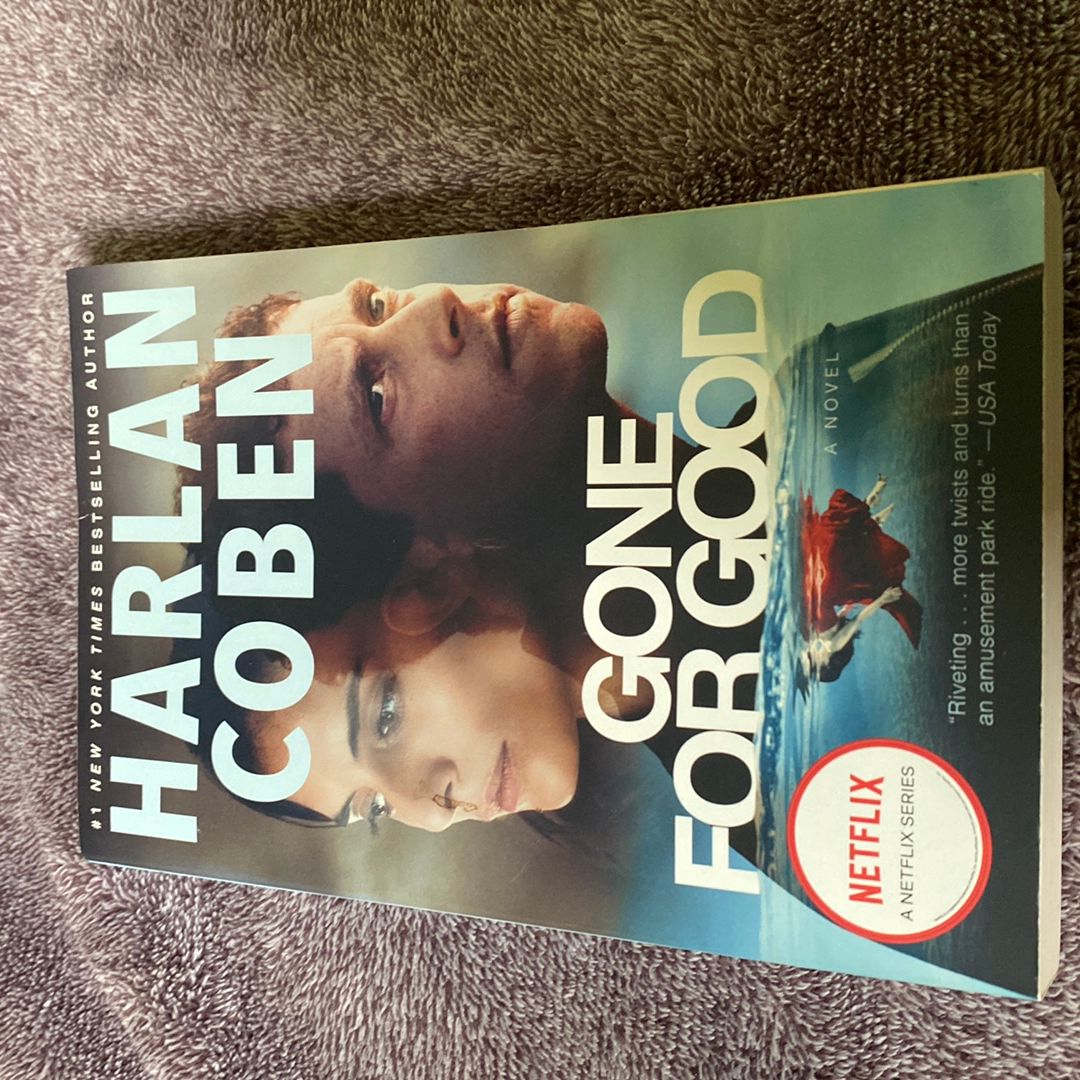 #1 NEW YORK TIMES BESTSELLING AUTHOR
HARLAN
COBEN
GONE
FOR GOOD
A NOVEL
"Riveting . . . more twists and turns than
an amusement park ride." —USA Today
NETFLIX
A NETFLIX SERIES